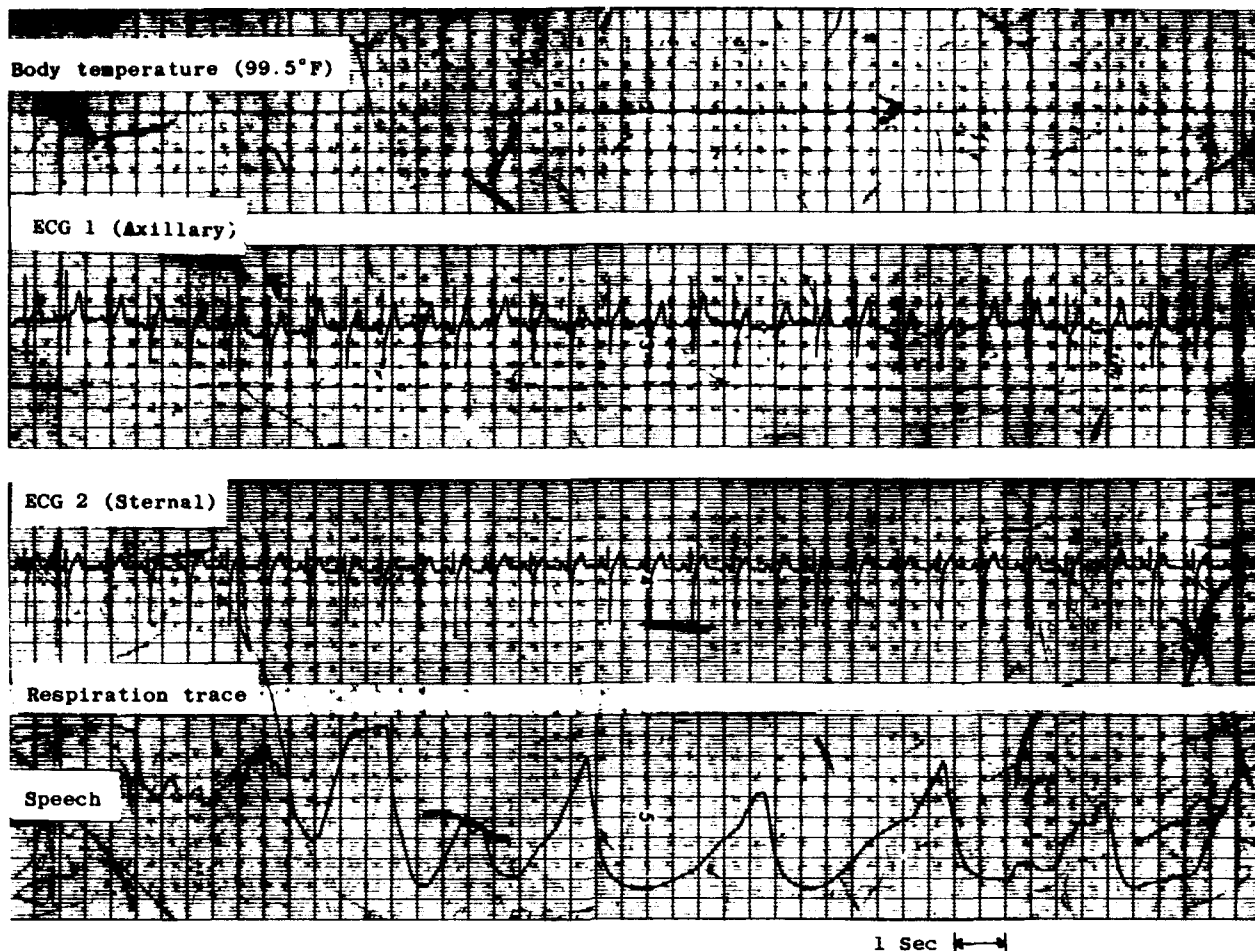 Body temperature (99.5°F)
ECG 1 (Axillary)
ECG 2 (Sternal)
Respiration trace
Speech
1 Sec